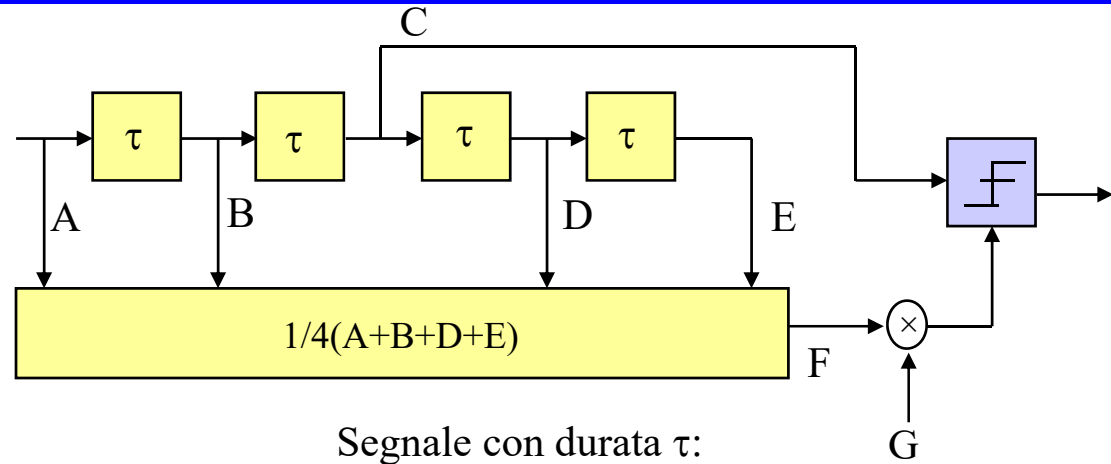 C
τ τ τ τ
A B D E
1/4(A+B+D+E)
F
×
Segnale con durata τ:
G